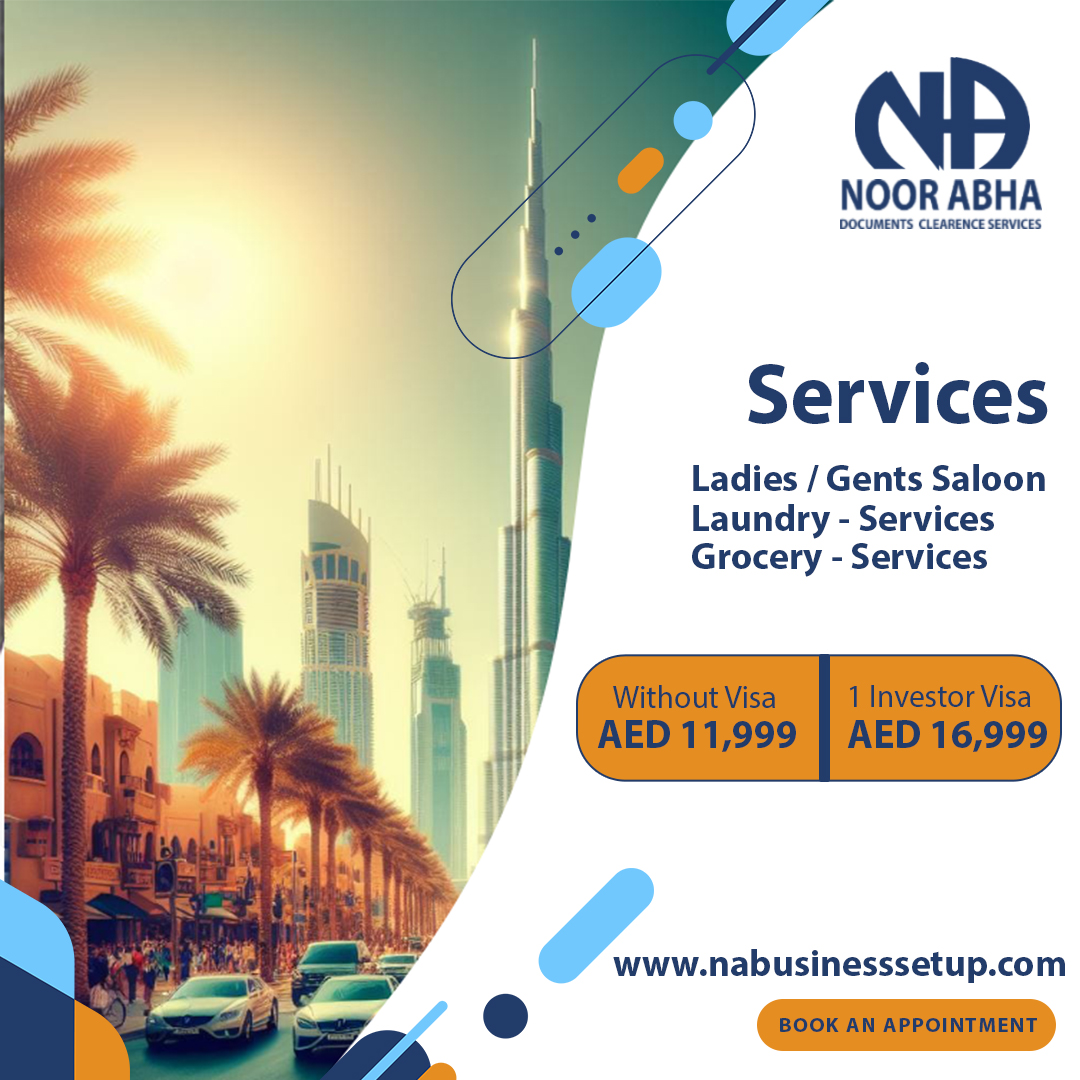 NA
NOOR ABHA
DOCUMENTS CLEARENCE SERVICES
Services
Ladies / Gents Saloon
Laundry - Services
Grocery - Services
Without Visa
AED 11,999
1 Investor Visa
AED 16,999
www.nabusinesssetup.com
BOOK AN APPOINTMENT